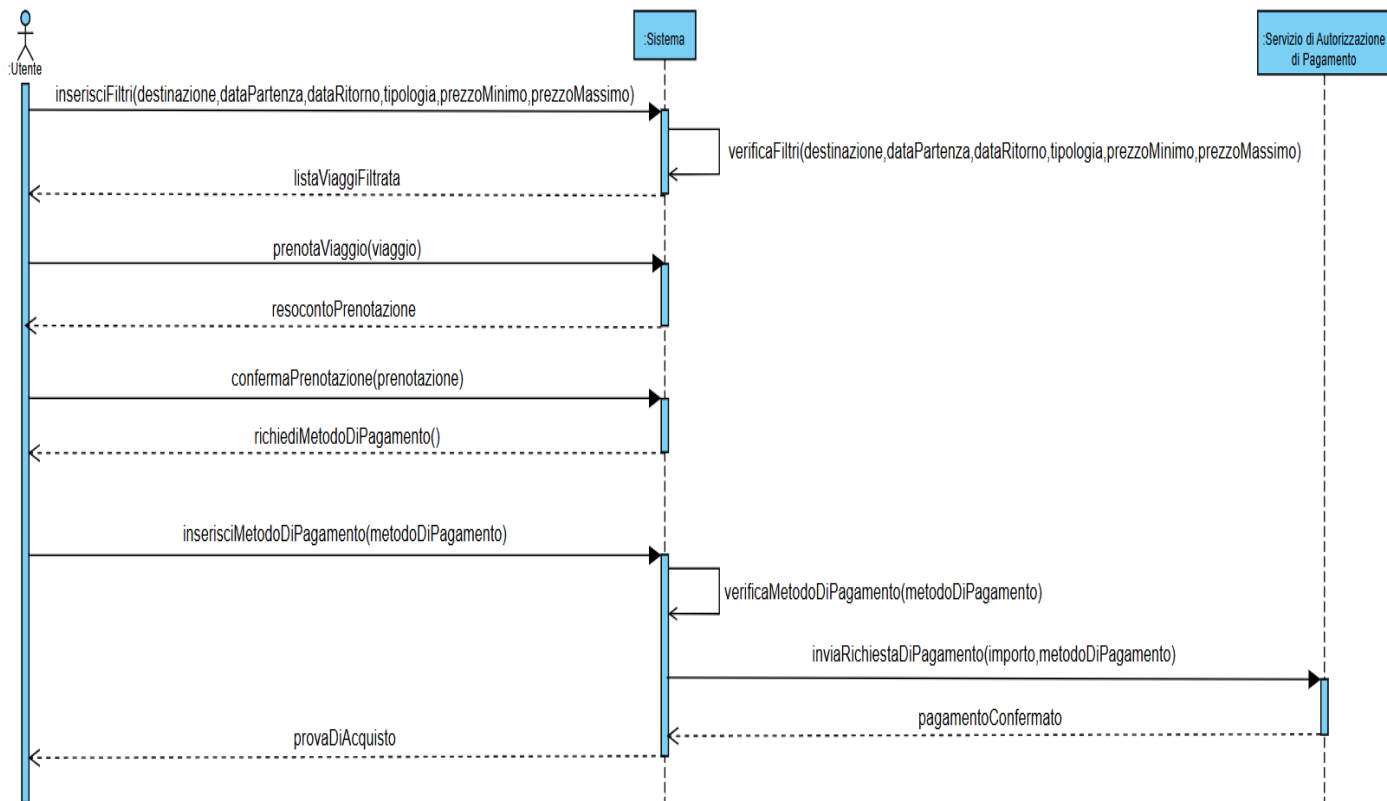 :Utente
:Sistema
:Servizio di Autorizzazione
di Pagamento
inserisciFiltri(destinazione,dataPartenza,dataRitorno,tipologia,prezzoMinimo,prezzoMassimo)
verificaFiltri(destinazione,dataPartenza,dataRitorno,tipologia,prezzoMinimo,prezzoMassimo)
listaViaggiFiltrata
prenotaViaggio(viaggio)
resocontoPrenotazione
confermaPrenotazione(prenotazione)
richiediMetodoDiPagamento()
inserisciMetodoDiPagamento(metodoDiPagamento)
verificaMetodoDiPagamento(metodoDiPagamento)
inviaRichiestaDiPagamento(importo,metodoDiPagamento)
pagamentoConfermato
provaDiAcquisto